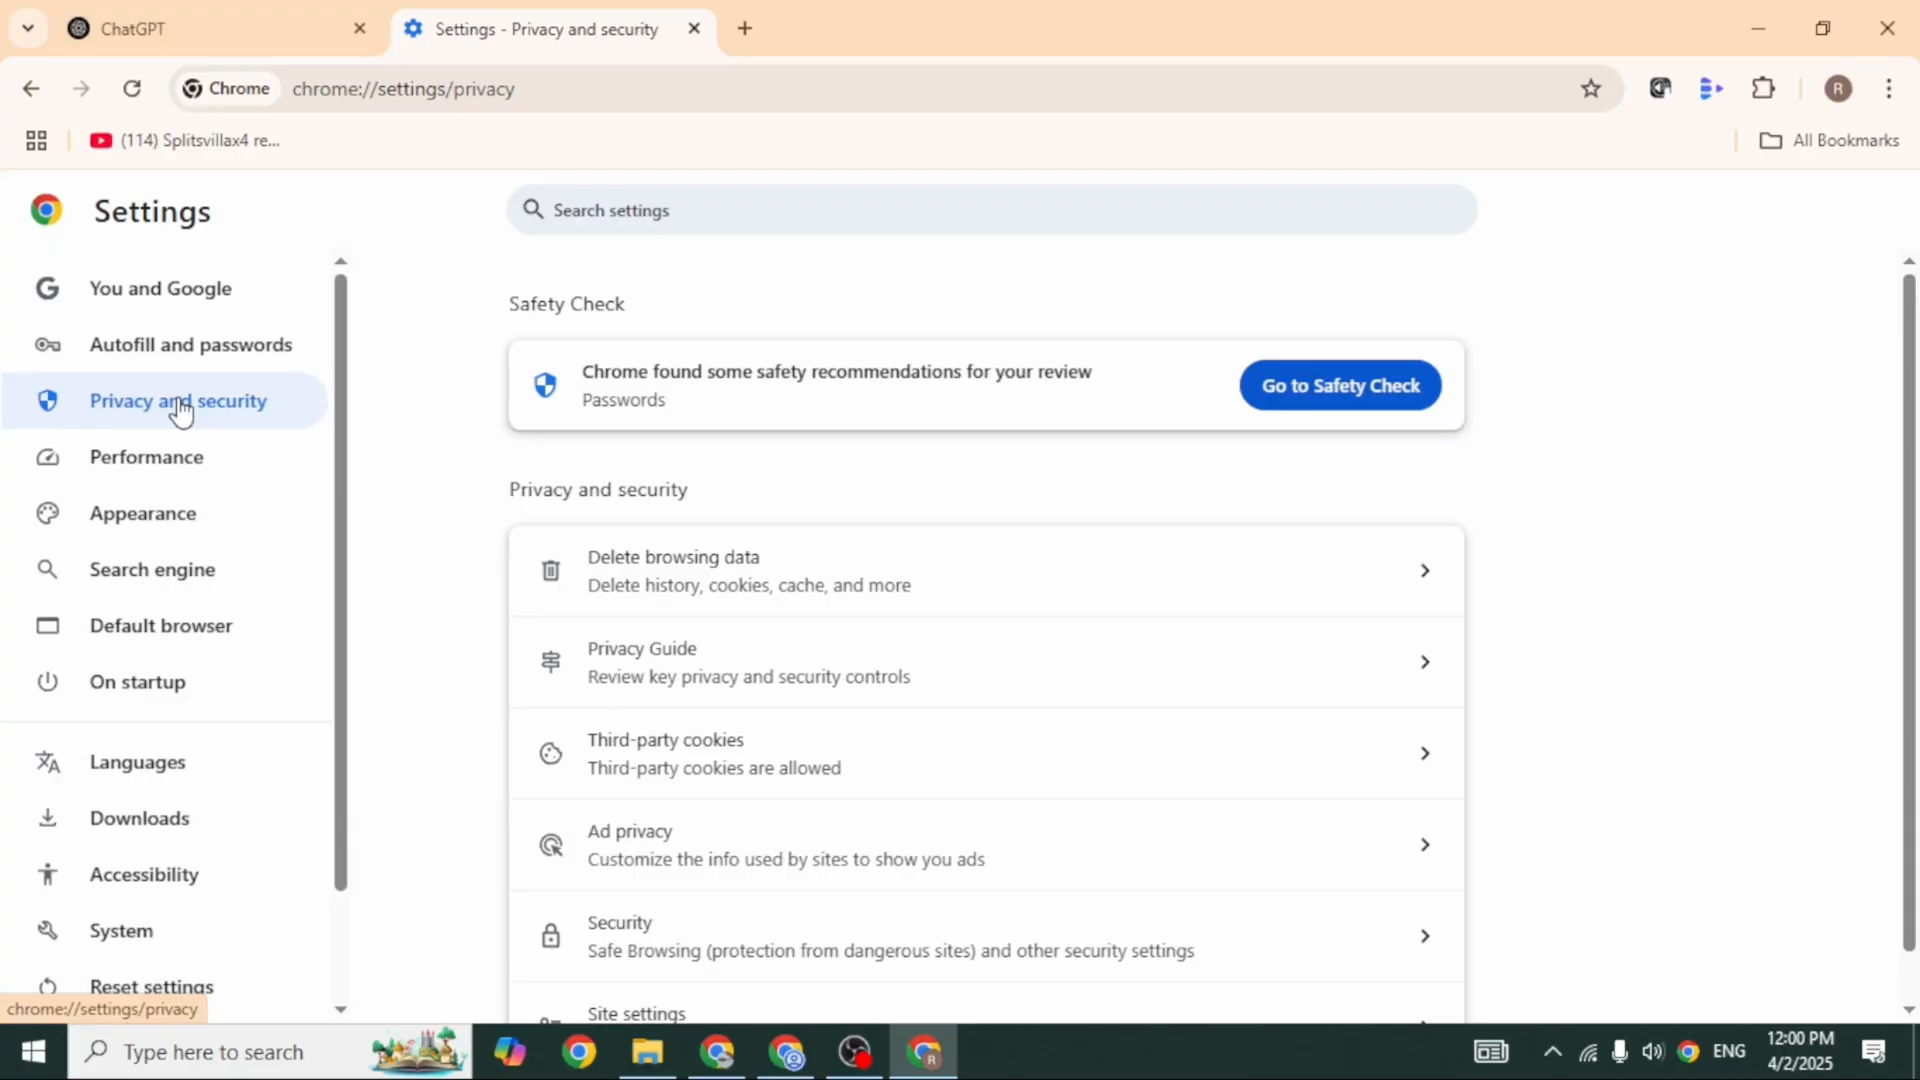 ChatGPT
Settings - Privacy and security
Chrome
chrome://settings/privacy
R
(114) Splitsvillax4 re...
All Bookmarks
Settings
Search settings
You and Google
Autofill and passwords
Privacy and security
Performance
Appearance
Search engine
Default browser
On startup
Languages
Downloads
Accessibility
System
Reset settings
chrome://settings/privacy
Safety Check
Chrome found some safety recommendations for your review
Passwords
Go to Safety Check
Privacy and security
Delete browsing data
Delete history, cookies, cache, and more
Privacy Guide
Review key privacy and security controls
Third-party cookies
Third-party cookies are allowed
Ad privacy
Customize the info used by sites to show you ads
Security
Safe Browsing (protection from dangerous sites) and other security settings
Site settings
Type here to search
R
ENG
12:00 PM
4/2/2025